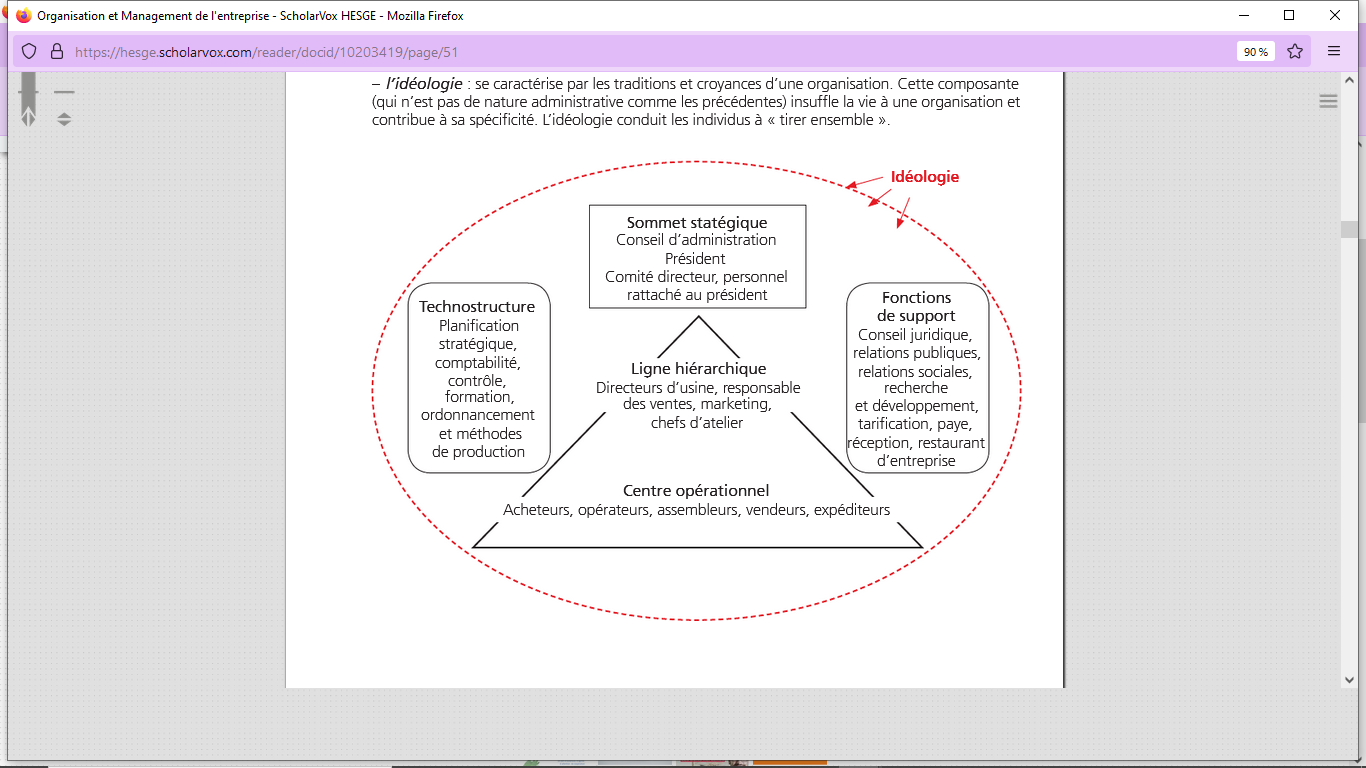 Organisation et Management de l'entreprise - ScholarVox HESGE - Mozilla Firefox
https://hesge.scholarvox.com/reader/docid/10203419/page/51
90 %
– l’idéologie : se caractérise par les traditions et croyances d’une organisation. Cette composante
(qui n’est pas de nature administrative comme les précédentes) insuffle la vie à une organisation et
contribue à sa spécificité. L’idéologie conduit les individus à « tirer ensemble ».
Idéologie
Sommet statégique
Conseil d’administration
Président
Comité directeur, personnel
rattaché au président
Technostructure
Planification
stratégique,
comptabilité,
contrôle,
formation,
ordonnancement
et méthodes
de production
Fonctions
de support
Conseil juridique,
relations publiques,
relations sociales,
recherche
et développement,
tarification, paye,
réception, restaurant
d’entreprise
Ligne hiérarchique
Directeurs d’usine, responsable
des ventes, marketing,
chefs d’atelier
Centre opérationnel
Acheteurs, opérateurs, assembleurs, vendeurs, expéditeurs